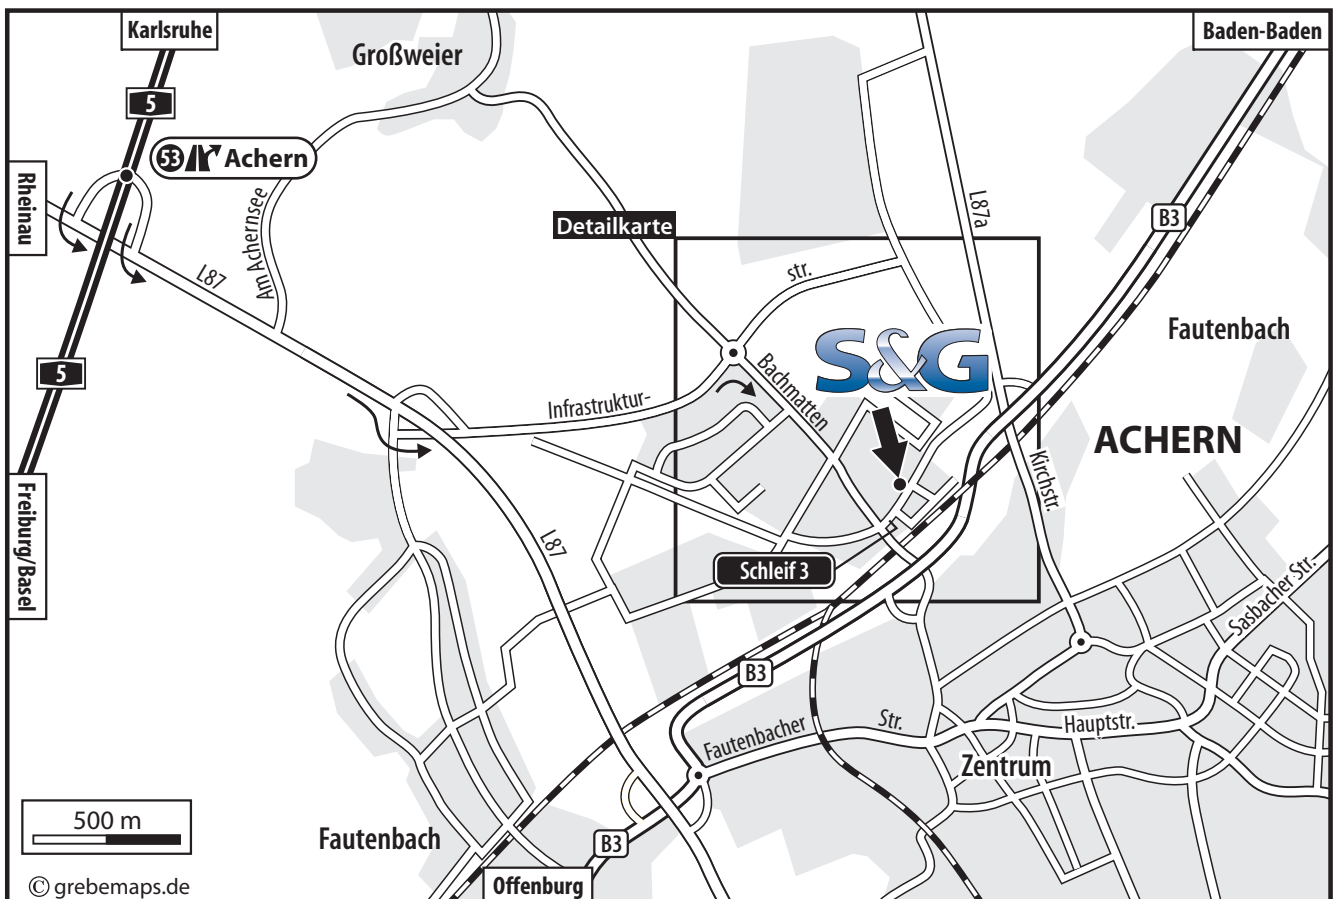 Karlsruhe
Baden-Baden
Großweier
5
53 Achern
Rheinau
Am Achernsee
L87a
B3
Detailkarte
L87
str.
S&G
Fautenbach
5
Bachmatten
Infrastruktur-
ACHERN
Kirchstr.
Freiburg/Basel
L87
Schleif 3
Sasbacher Str.
B3
Fautenbacher Str.
Hauptstr.
Zentrum
500 m
Fautenbach
B3
Offenburg
© grebemaps.de